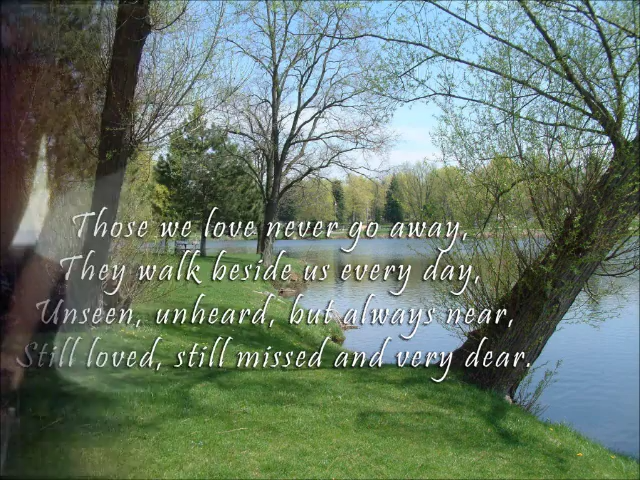 Those we love never go away,
They walk beside us every day,
Unseen, unheard, but always near,
Still loved, still missed and very dear.